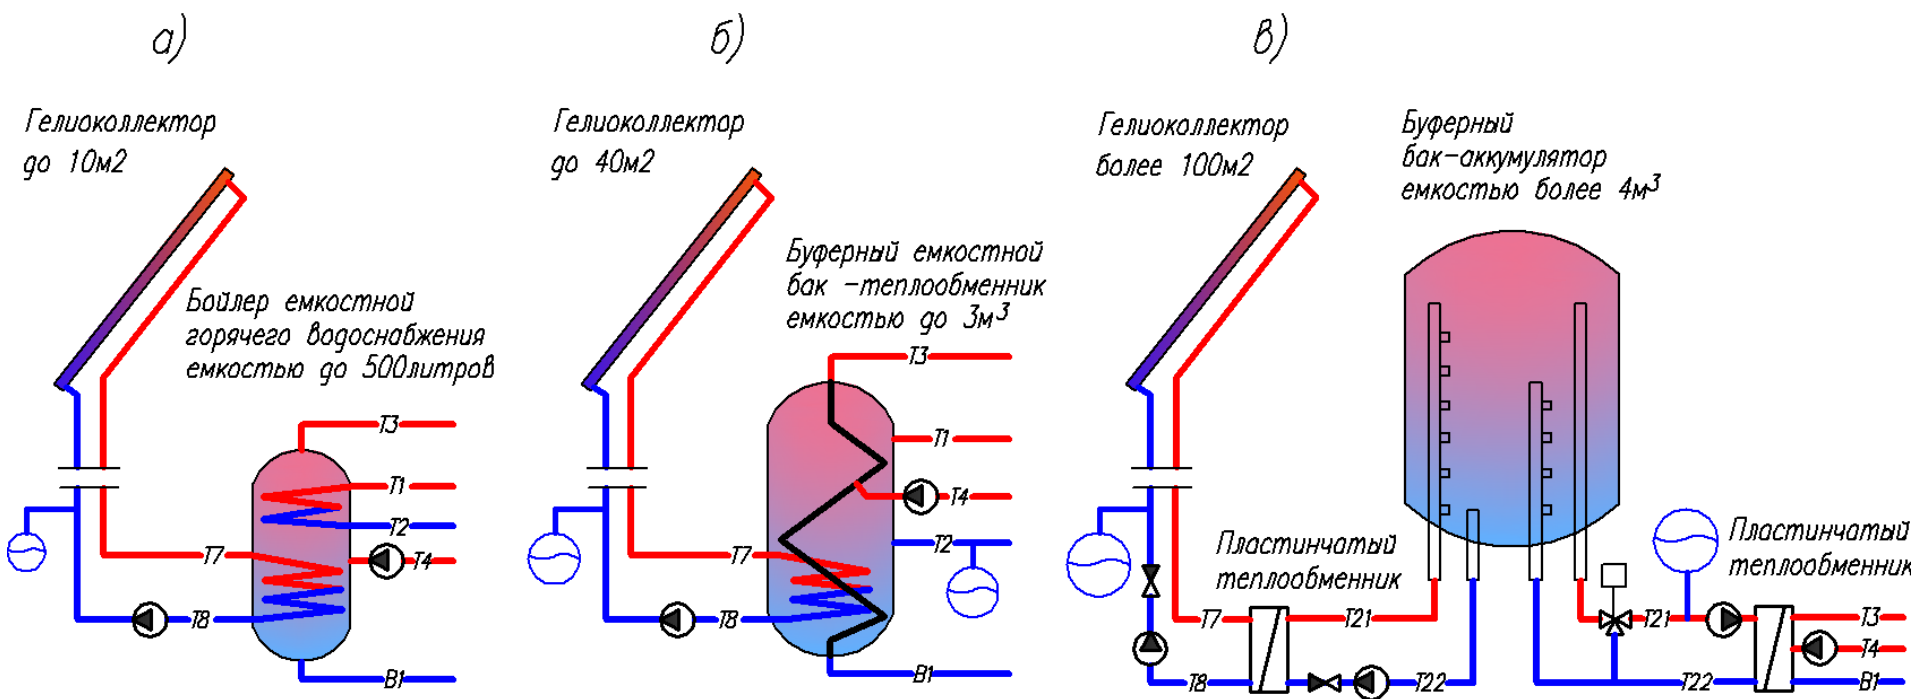 а)
Гелиоколлектор
до 10м2
Бойлер емкостной
горячего водоснабжения
емкостью до 500литров
Т3
Т1
Т2
Т7
Т4
Т8
В1
б)
Гелиоколлектор
до 40м2
Буферный емкостной
бак -теплообменник
емкостью до 3м³
Т3
Т1
Т4
Т2
Т7
Т8
В1
в)
Гелиоколлектор
более 100м2
Буферный
бак-аккумулятор
емкостью более 4м³
Пластинчатый
теплообменник
Пластинчатый
теплообменник
Т7
Т21
Т21
Т3
Т4
Т8
Т22
Т22
В1